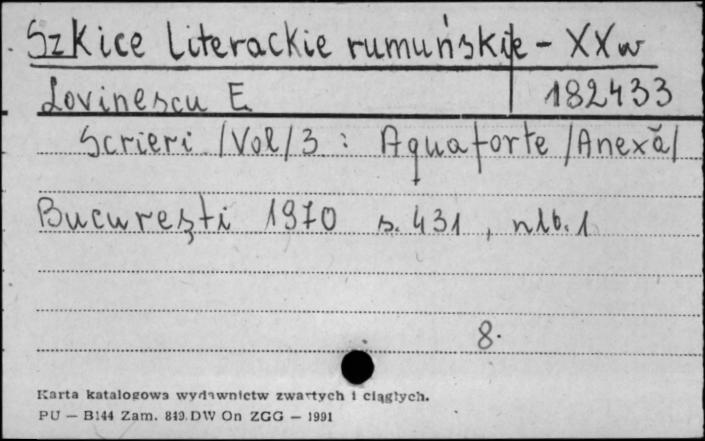 Szkice literackie rumuńskie - XX w
Lovinescu E. 182433
Scrieri /Vol/3 : Aquaforte /Anexă/
Bucureşti 1970 s. 431, nlb. 1
8.
Karta katalogowa wydawnictw zwartych i ciągłych.
PU — B144 Zam. 849. DW On ZGG — 1991